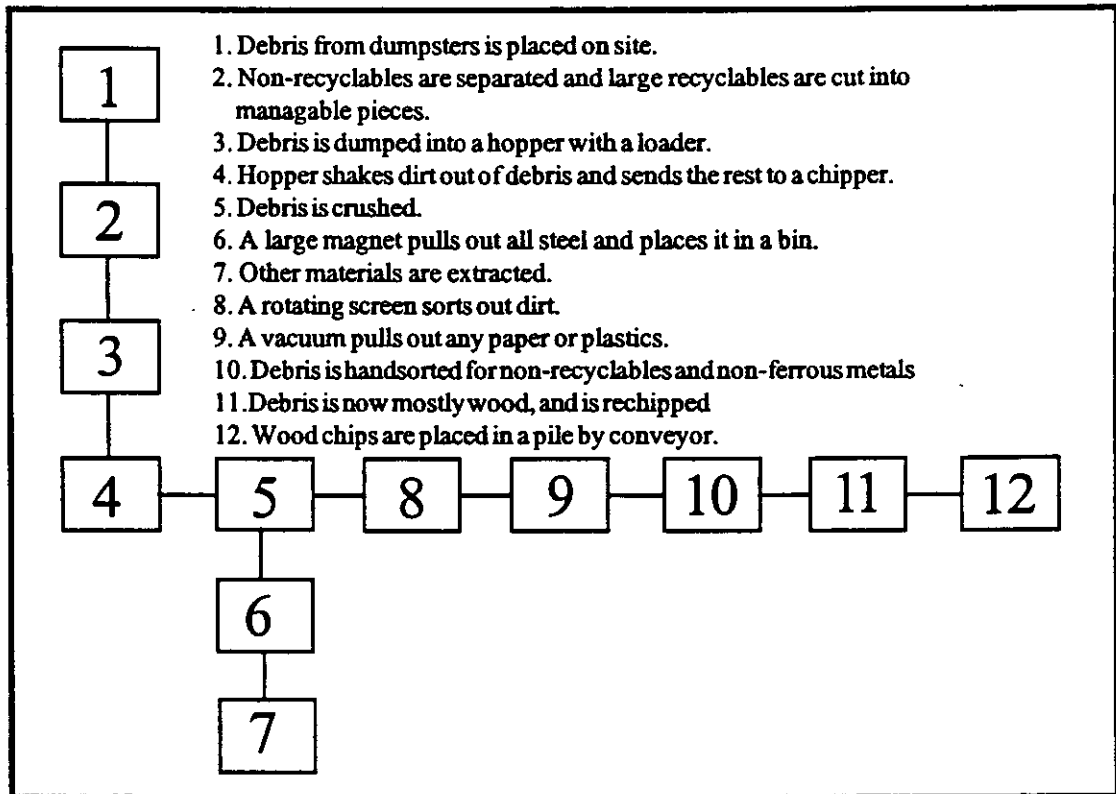 1. Debris from dumpsters is placed on site.
2. Non-recyclables are separated and large recyclables are cut into
managable pieces.
3. Debris is dumped into a hopper with a loader.
4. Hopper shakes dirt out of debris and sends the rest to a chipper.
5. Debris is crushed.
6. A large magnet pulls out all steel and places it in a bin.
7. Other materials are extracted.
8. A rotating screen sorts out dirt.
9. A vacuum pulls out any paper or plastics.
10. Debris is handsorted for non-recyclables and non-ferrous metals
11.Debris is now mostly wood, and is rechipped
12. Wood chips are placed in a pile by conveyor.
1
2
3
4 5 8 9 10 11 12
6
7